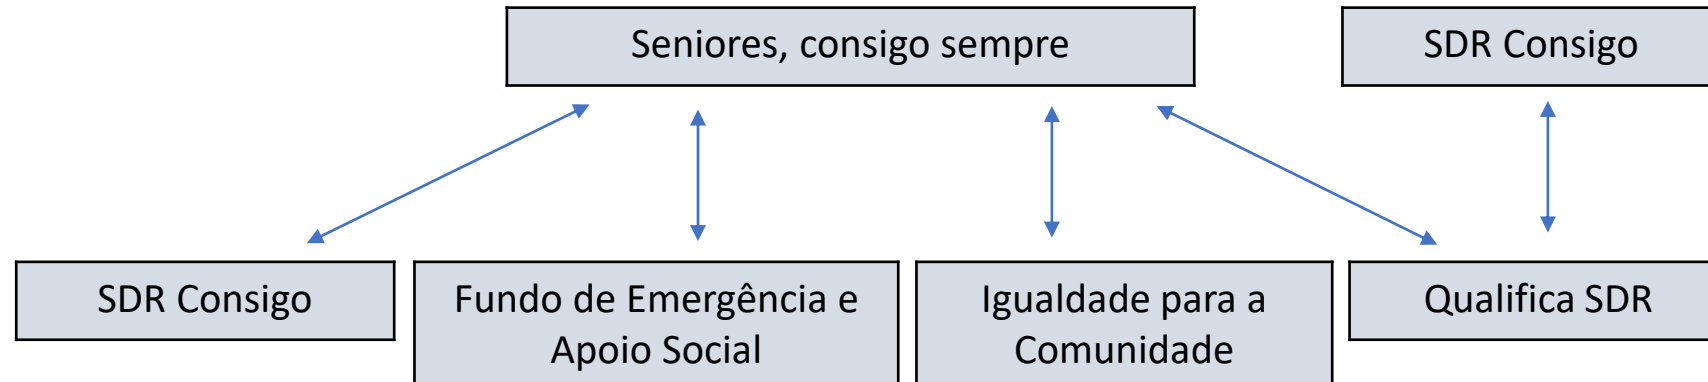 Seniores, consigo sempre
SDR Consigo
SDR Consigo
Fundo de Emergência e
Apoio Social
Igualdade para a
Comunidade
Qualifica SDR